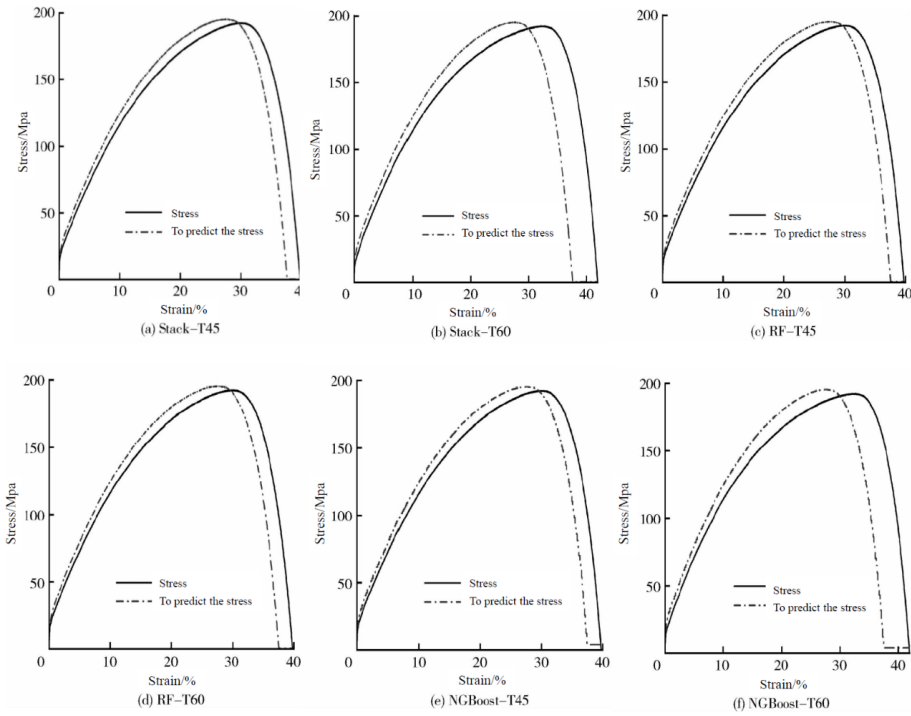 200
150
100
50
0
10
20
30
4
Stress/Mpa
Stress
To predict the stress
Strain/%
(a) Stack–T45
200
150
100
50
0
10
20
30
40
Stress/Mpa
Stress
To predict the stress
Strain/%
(b) Stack–T60
200
150
100
50
0
10
20
30
40
Stress/Mpa
Stress
To predict the stress
Strain/%
(c) RF–T45
200
150
100
50
0
10
20
30
40
Stress/Mpa
Stress
To predict the stress
Strain/%
(d) RF–T60
200
150
100
50
0
10
20
30
40
Stress/Mpa
Stress
To predict the stress
Strain/%
(e) NGBoost–T45
200
150
100
50
0
10
20
30
40
Stress/Mpa
Stress
To predict the stress
Strain/%
(f) NGBoost–T60